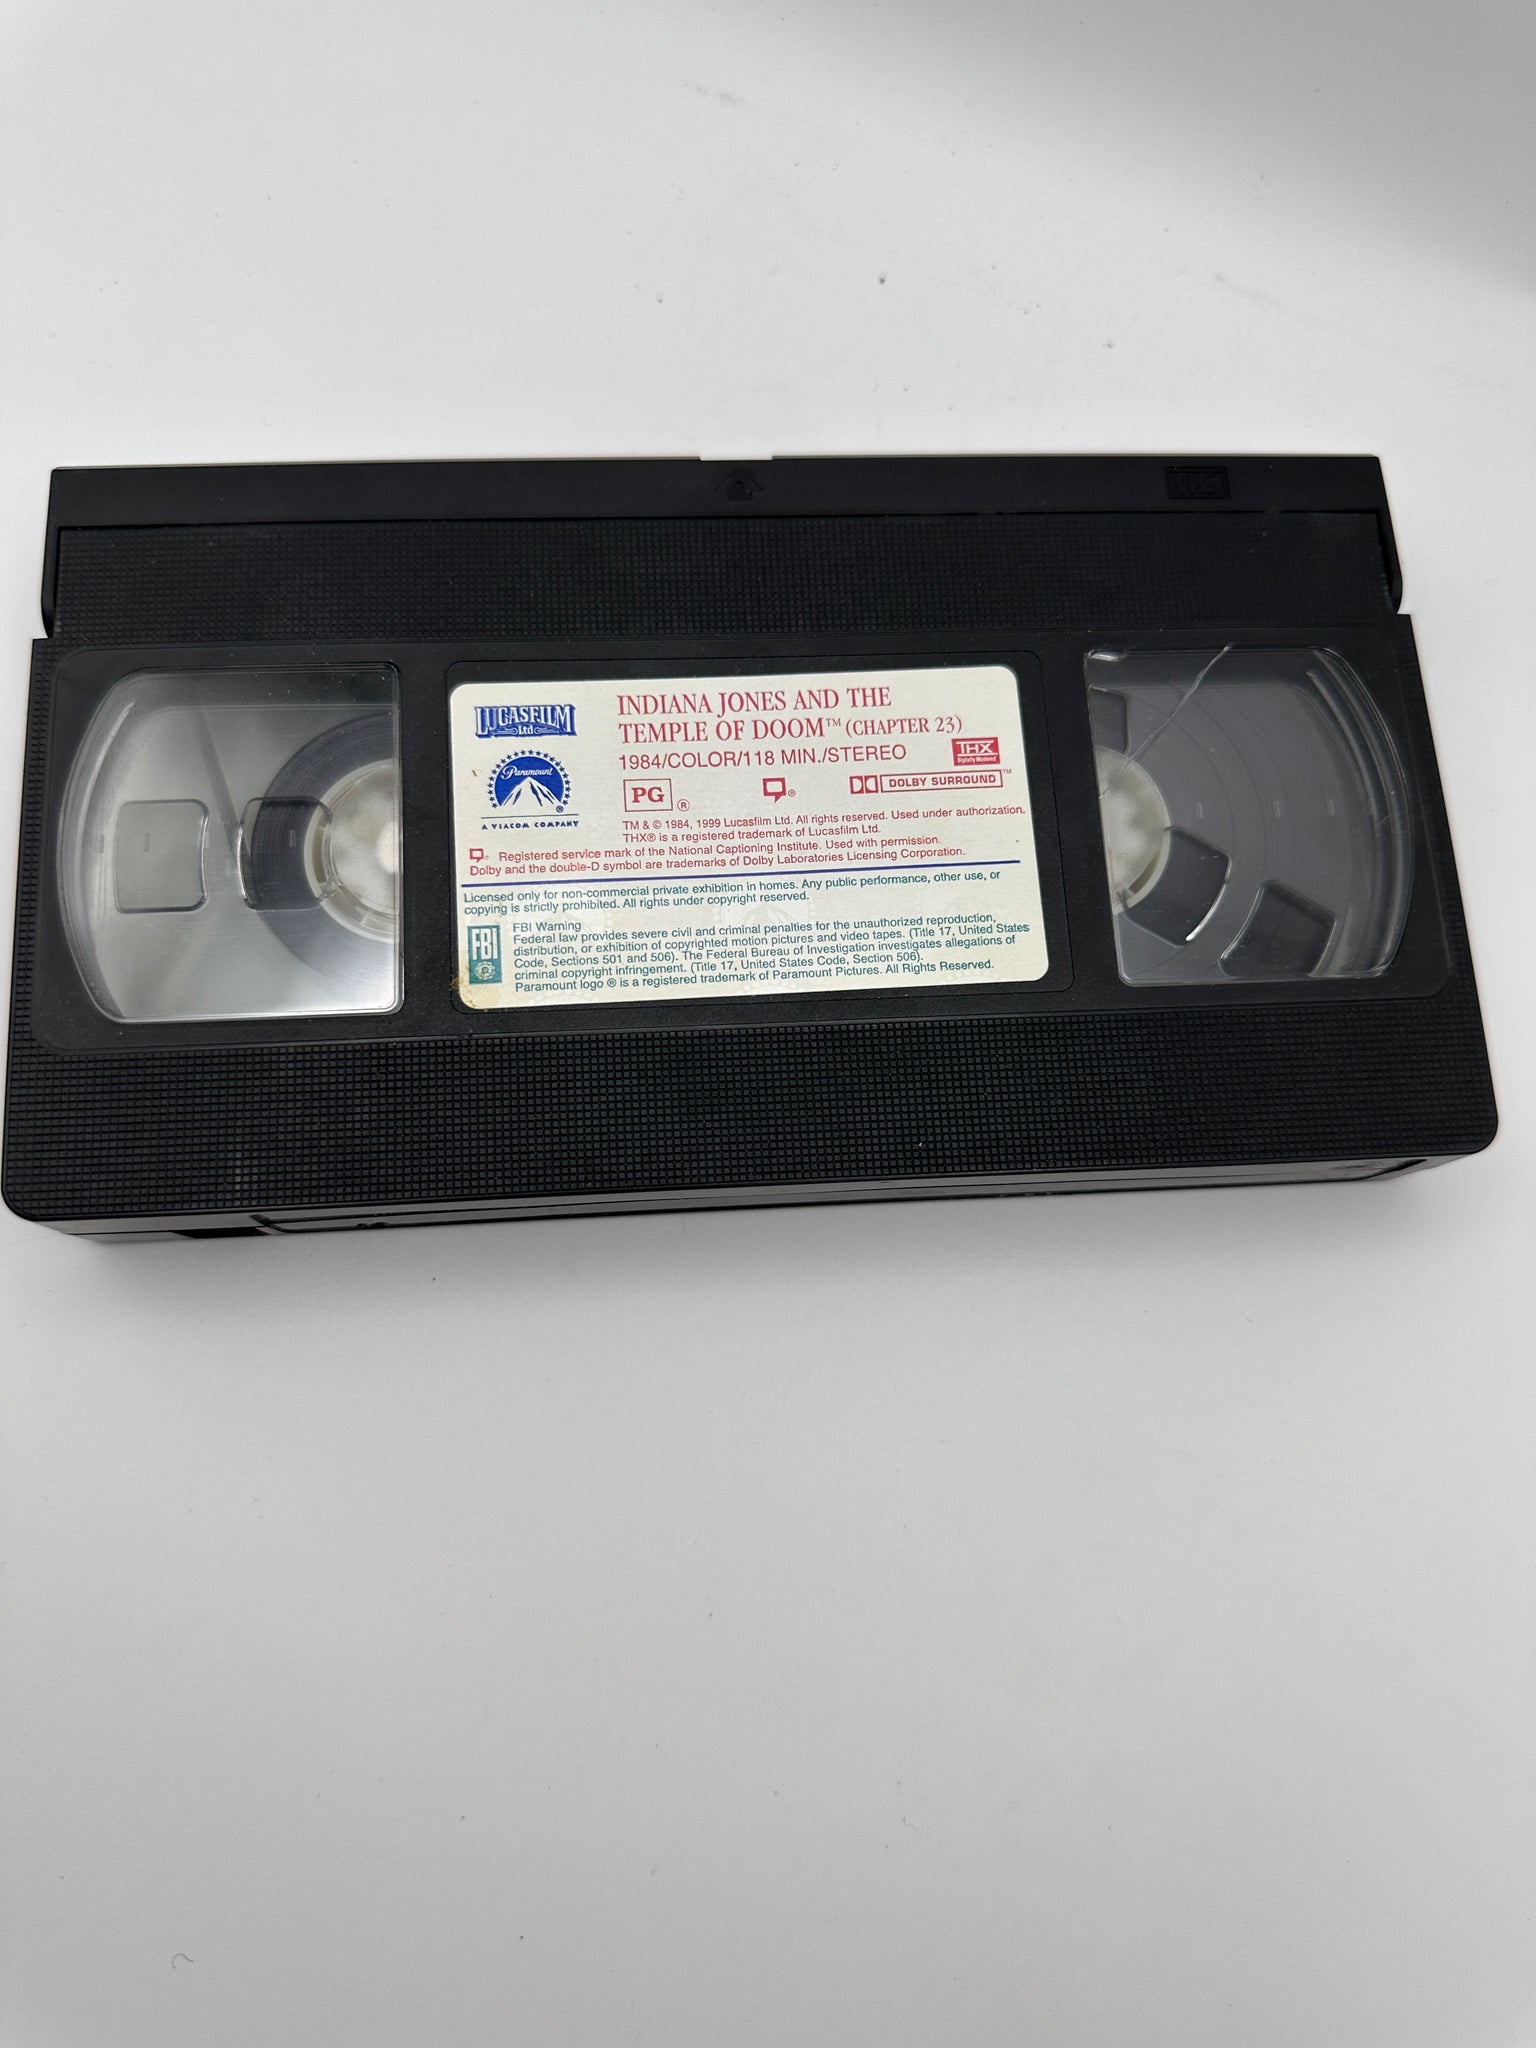 VHS
LUCASFILM
Ltd
Paramount
®
A VIACOM COMPANY
INDIANA JONES AND THE
TEMPLE OF DOOM™ (CHAPTER 23)
1984/COLOR/118 MIN./STEREO
THX
Digitally Mastered
PG ® ® DOLBY SURROUND™
TM & © 1984, 1999 Lucasfilm Ltd. All rights reserved. Used under authorization.
THX® is a registered trademark of Lucasfilm Ltd.
® Registered service mark of the National Captioning Institute. Used with permission.
Dolby and the double-D symbol are trademarks of Dolby Laboratories Licensing Corporation.
Licensed only for non-commercial private exhibition in homes. Any public performance, other use, or
copying is strictly prohibited. All rights under copyright reserved.
FBI
FBI Warning
Federal law provides severe civil and criminal penalties for the unauthorized reproduction,
distribution, or exhibition of copyrighted motion pictures and video tapes. (Title 17, United States
Code, Sections 501 and 506). The Federal Bureau of Investigation investigates allegations of
criminal copyright infringement. (Title 17, United States Code, Section 506).
Paramount logo ® is a registered trademark of Paramount Pictures. All Rights Reserved.